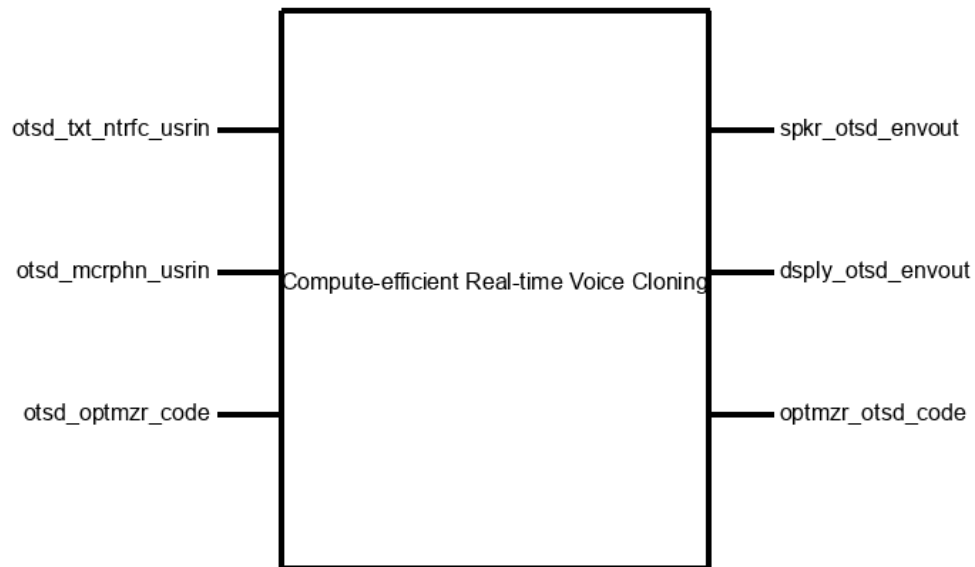 otsd_txt_ntrfc_usrin
spkr_otsd_envout
otsd_mcrphn_usrin
Compute-efficient Real-time Voice Cloning
dsply_otsd_envout
otsd_optmzr_code
optmzr_otsd_code